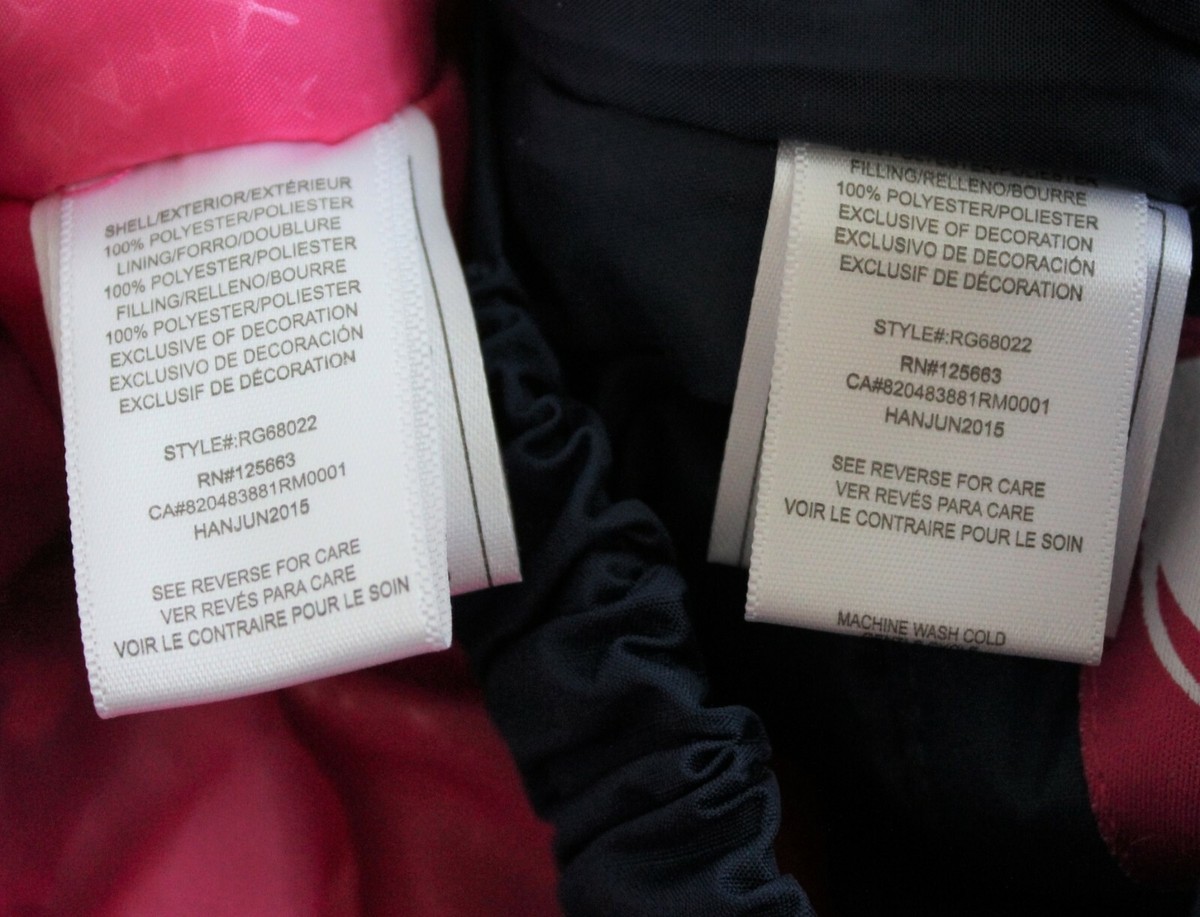 SHELL/EXTERIOR/EXTÉRIEUR
100% POLYESTER/POLIESTER
LINING/FORRO/DOUBLURE
100% POLYESTER/POLIESTER
FILLING/RELLENO/BOURRE
100% POLYESTER/POLIESTER
EXCLUSIVE OF DECORATION
EXCLUSIVO DE DECORACIÓN
EXCLUSIF DE DÉCORATION
STYLE#:RG68022
RN#125663
CA#820483881RM0001
HANJUN2015
SEE REVERSE FOR CARE
VER REVÉS PARA CARE
VOIR LE CONTRAIRE POUR LE SOIN
FILLING/RELLENO/BOURRE
100% POLYESTER/POLIESTER
EXCLUSIVE OF DECORATION
EXCLUSIVO DE DECORACIÓN
EXCLUSIF DE DÉCORATION
STYLE#:RG68022
RN#125663
CA#820483881RM0001
HANJUN2015
SEE REVERSE FOR CARE
VER REVÉS PARA CARE
VOIR LE CONTRAIRE POUR LE SOIN
MACHINE WASH COLD